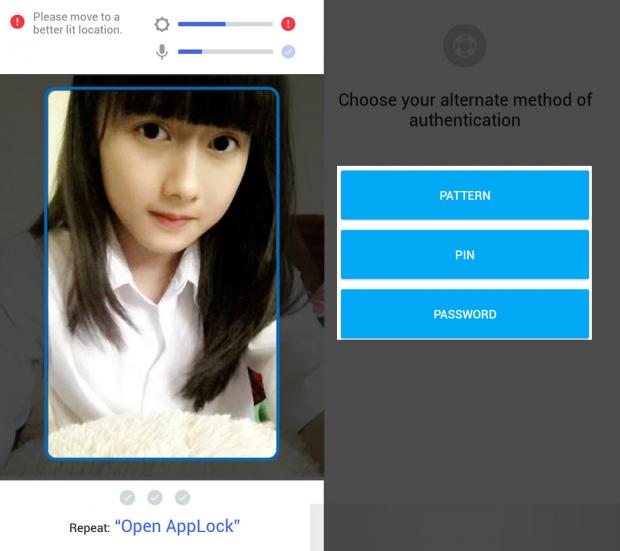 Please move to a
better lit location.
Repeat: “Open AppLock”
Choose your alternate method of
authentication
PATTERN
PIN
PASSWORD